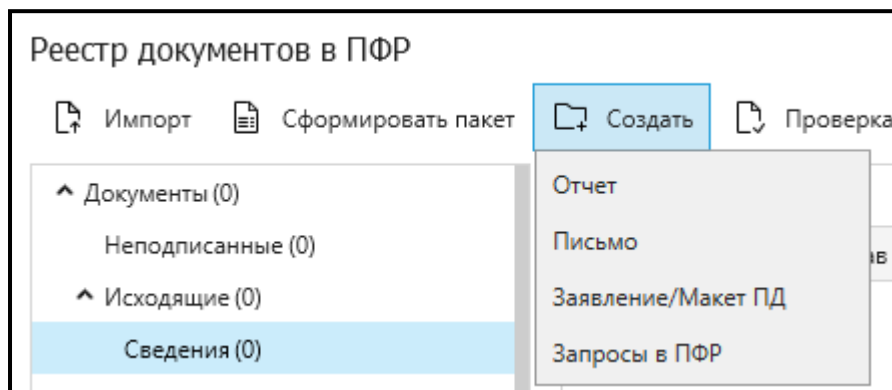 Реестр документов в ПФР
Импорт Сформировать пакет Создать Проверка
Документы (0)
Неподписанные (0)
Исходящие (0)
Сведения (0)
Отчет
Письмо
Заявление/Макет ПД
Запросы в ПФР